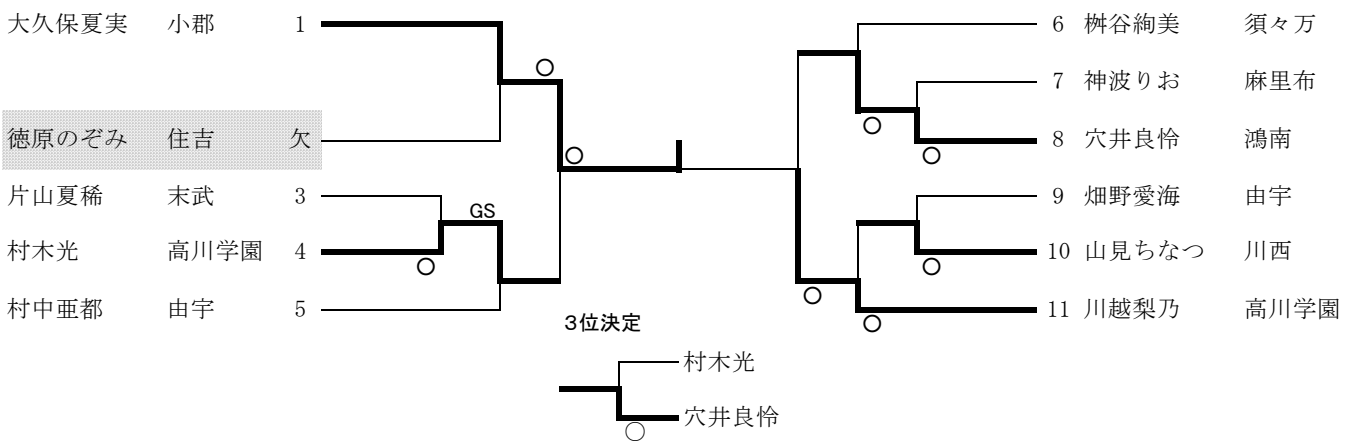 大久保夏実 小郡 1
徳原のぞみ 住吉 欠
片山夏稀 末武 3
村木光 高川学園 4
村中亜都 由宇 5
GS
6 桝谷絢美 須々万
7 神波りお 麻里布
8 穴井良怜 鴻南
9 畑野愛海 由宇
10 山見ちなつ 川西
11 川越梨乃 高川学園
3位決定
村木光
穴井良怜